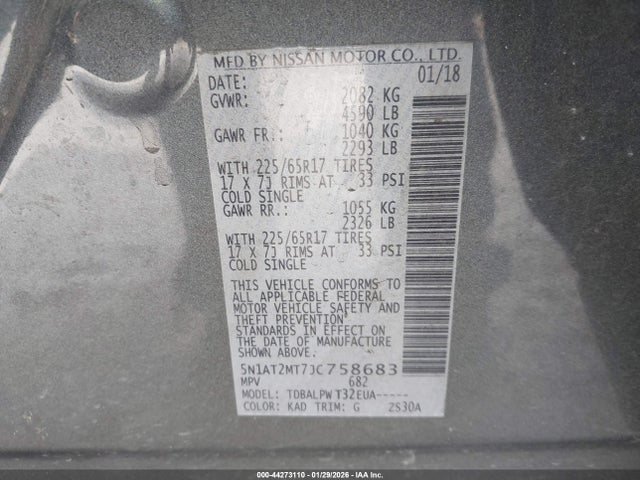 MFD BY NISSAN MOTOR CO., LTD.
DATE: 01/18
GVWR: 2082 KG
4590 LB
GAWR FR.: 1040 KG
2293 LB
WITH 225/65R17 TIRES
17 X 7J RIMS AT 33 PSI
COLD SINGLE
GAWR RR.: 1055 KG
2326 LB
WITH 225/65R17 TIRES
17 X 7J RIMS AT 33 PSI
COLD SINGLE
THIS VEHICLE CONFORMS TO
ALL APPLICABLE FEDERAL
MOTOR VEHICLE SAFETY AND
THEFT PREVENTION
STANDARDS IN EFFECT ON
THE DATE OF MANUFACTURE
SHOWN ABOVE.
5N1AT2MT7JC758683
MPV 682
MODEL: TDBALPW T32EUA-----
COLOR: KAD TRIM: G 2S30A
000-44273110 | 01/29/2026 | IAA Inc.